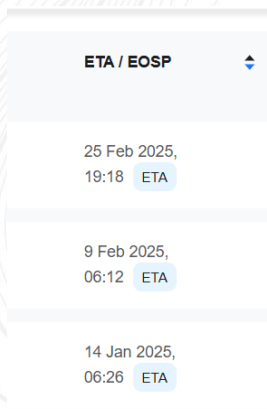 ETA / EOSP
25 Feb 2025,
19:18 ETA
9 Feb 2025,
06:12 ETA
14 Jan 2025,
06:26 ETA